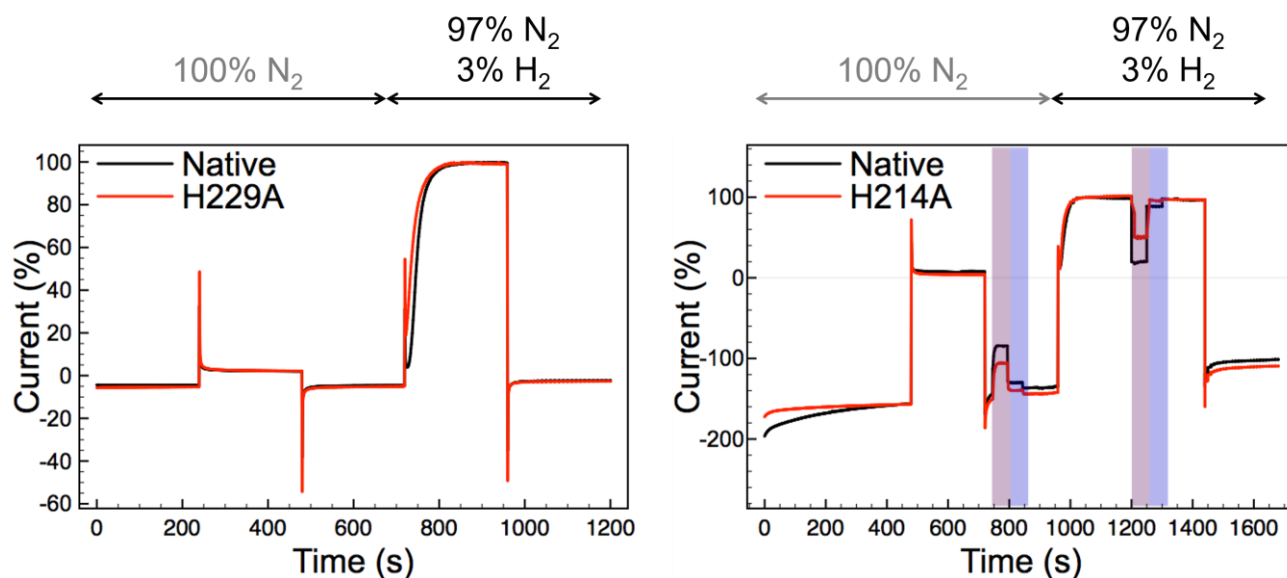 97% N₂
100% N₂ 3% H₂
Native
H229A
Current (%)
100
80
60
40
20
0
-20
-40
-60
0 200 400 600 800 1000 1200
Time (s)
97% N₂
100% N₂ 3% H₂
Native
H214A
Current (%)
100
0
-100
-200
0 200 400 600 800 1000 1200 1400 1600
Time (s)